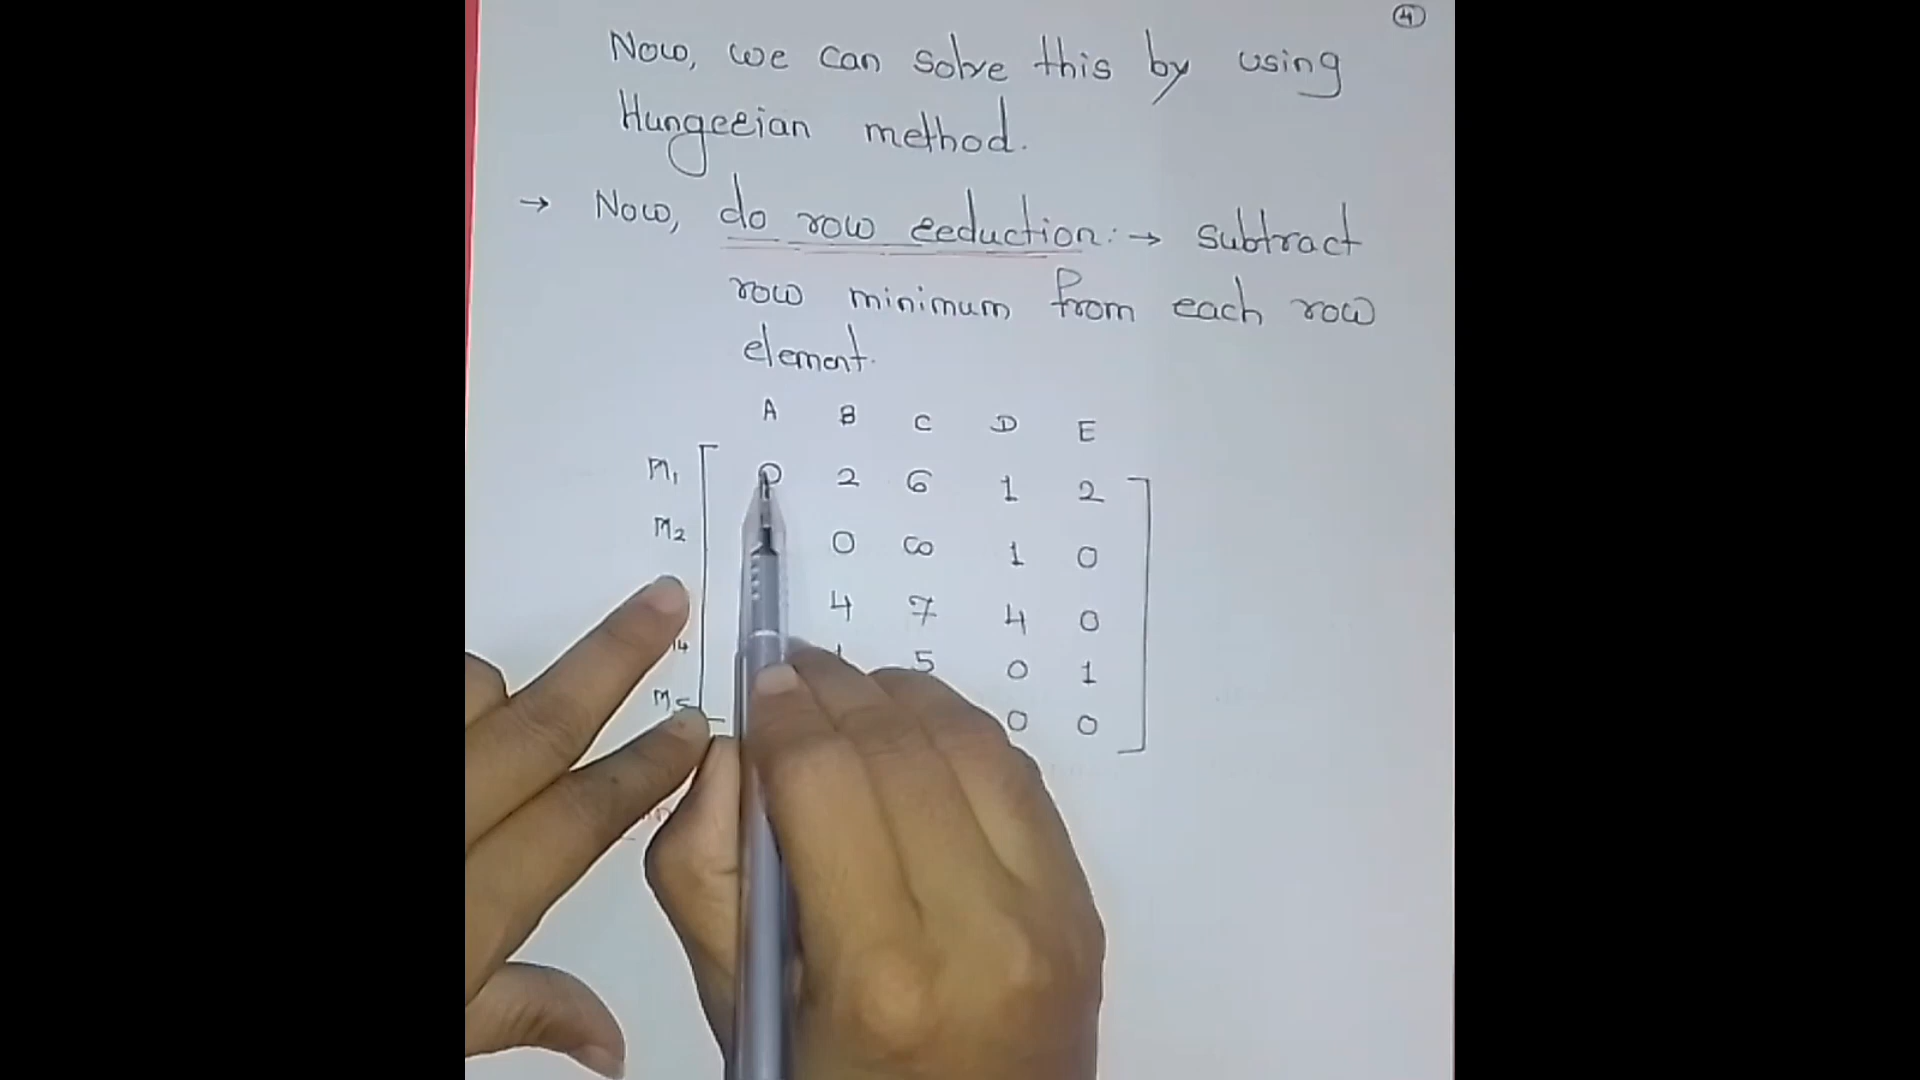 4
Now, we can solve this by using
Hungerian method.
→ Now, do row reduction:→ subtract
row minimum from each row
element.
A B C D E
M1 0 2 6 1 2
M2 0 ∞ 1 0
4 7 4 0
4 5 0 1
M5 0 0